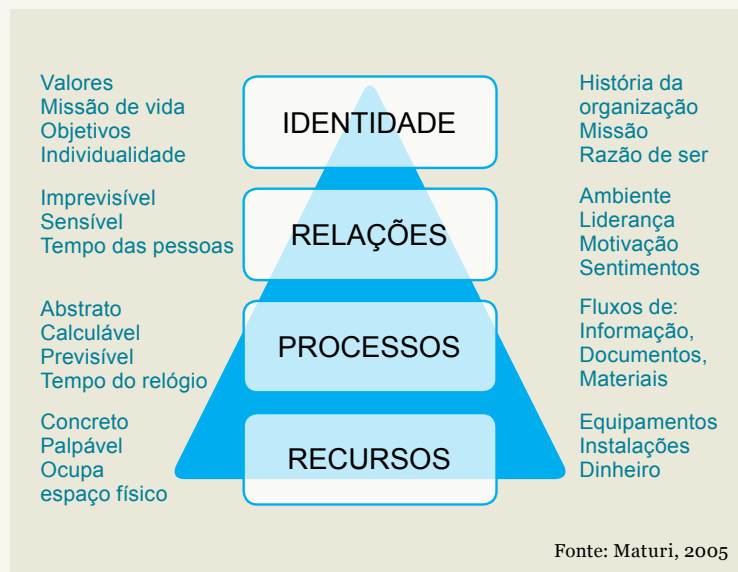 Valores
Missão de vida
Objetivos
Individualidade
IDENTIDADE
História da
organização
Missão
Razão de ser
Imprevisível
Sensível
Tempo das pessoas
RELAÇÕES
Ambiente
Liderança
Motivação
Sentimentos
Abstrato
Calculável
Previsível
Tempo do relógio
PROCESSOS
Fluxos de:
Informação,
Documentos,
Materiais
Concreto
Palpável
Ocupa
espaço físico
RECURSOS
Equipamentos
Instalações
Dinheiro
Fonte: Maturi, 2005